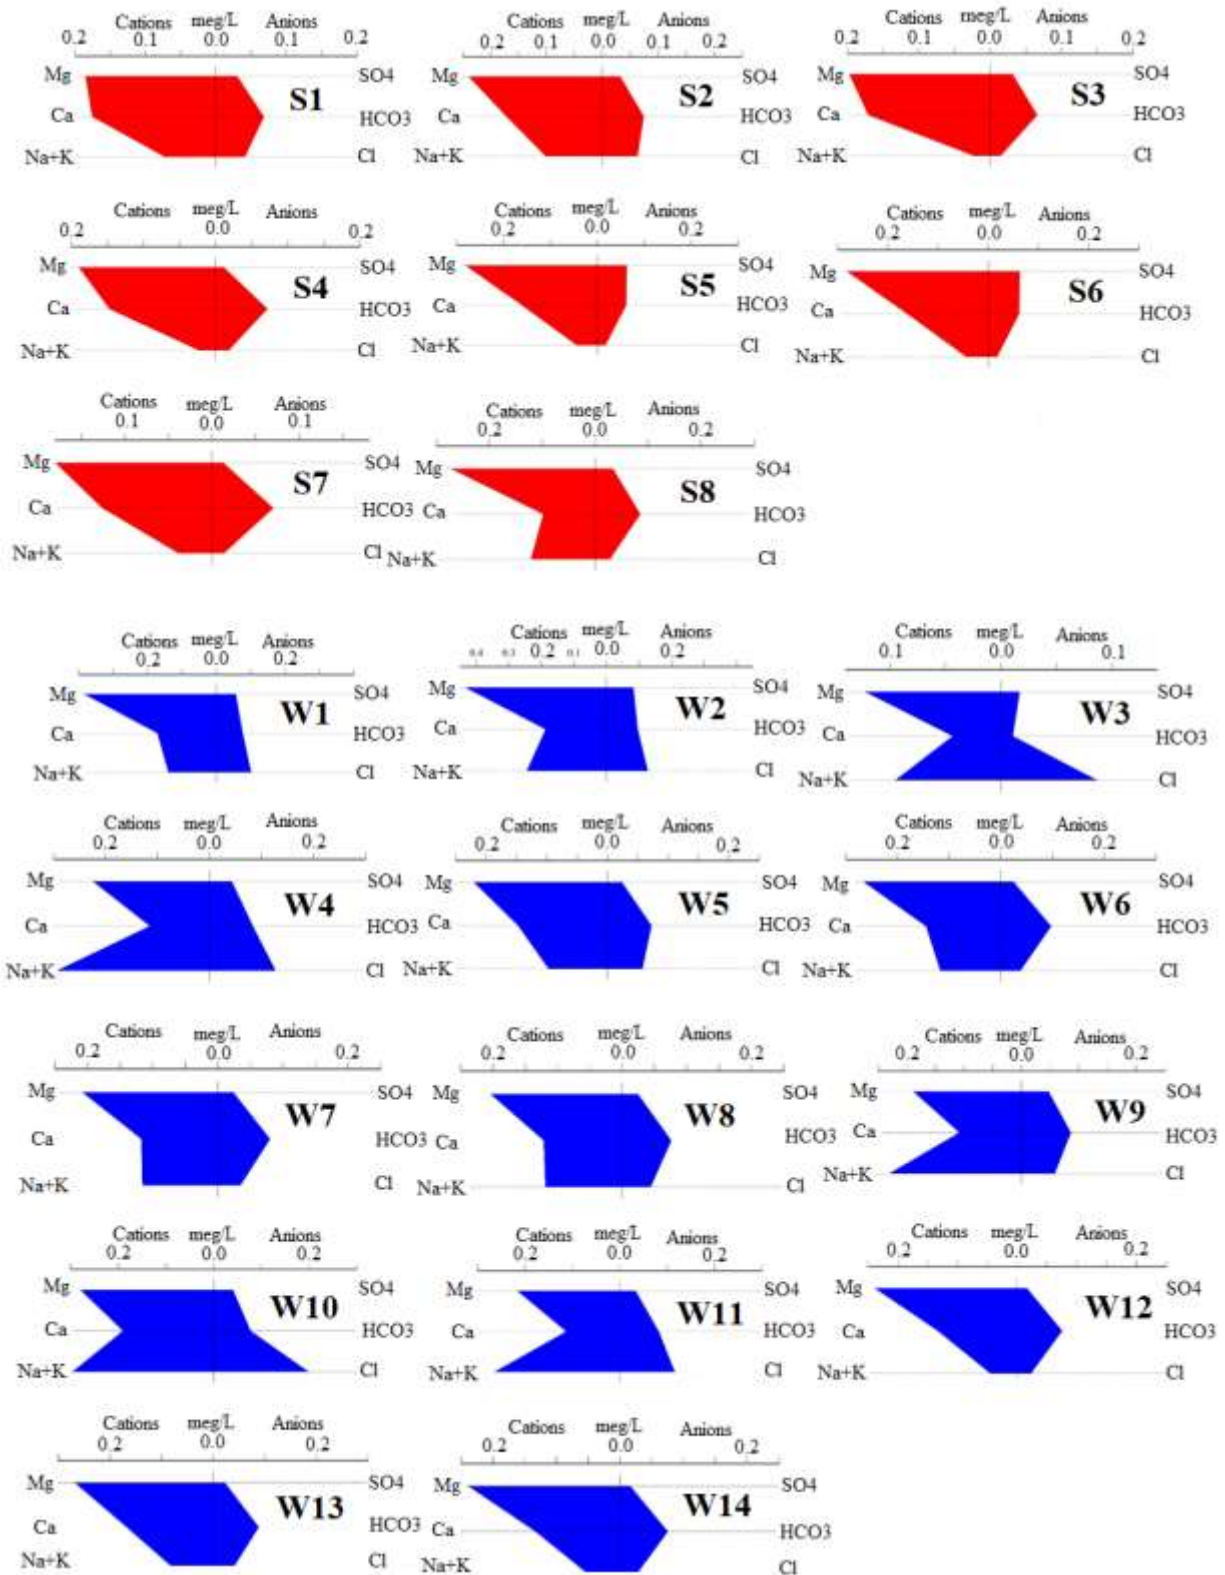 Cations meg/L Anions
0.2 0.1 0.0 0.1 0.2
Mg SO4
S1
Ca HCO3
Na+K Cl
Cations meg/L Anions
0.2 0.1 0.0 0.1 0.2
Mg SO4
S2
Ca HCO3
Na+K Cl
Cations meg/L Anions
0.2 0.1 0.0 0.1 0.2
Mg SO4
S3
Ca HCO3
Na+K Cl
Cations meg/L Anions
0.2 0.0 0.2
Mg SO4
S4
Ca HCO3
Na+K Cl
Cations meg/L Anions
0.2 0.0 0.2
Mg SO4
S5
Ca HCO3
Na+K Cl
Cations meg/L Anions
0.2 0.0 0.2
Mg SO4
S6
Ca HCO3
Na+K Cl
Cations meg/L Anions
0.1 0.0 0.1
Mg SO4
S7
Ca HCO3
Na+K Cl
Cations meg/L Anions
0.2 0.0 0.2
Mg SO4
S8
Ca HCO3
Na+K Cl
Cations meg/L Anions
0.2 0.0 0.2
Mg SO4
W1
Ca HCO3
Na+K Cl
Cations meg/L Anions
0.4 0.3 0.2 0.1 0.0 0.2
Mg SO4
W2
Ca HCO3
Na+K Cl
Cations meg/L Anions
0.1 0.0 0.1
Mg SO4
W3
Ca HCO3
Na+K Cl
Cations meg/L Anions
0.2 0.0 0.2
Mg SO4
W4
Ca HCO3
Na+K Cl
Cations meg/L Anions
0.2 0.0 0.2
Mg SO4
W5
Ca HCO3
Na+K Cl
Cations meg/L Anions
0.2 0.0 0.2
Mg SO4
W6
Ca HCO3
Na+K Cl
Cations meg/L Anions
0.2 0.0 0.2
Mg SO4
W7
Ca HCO3
Na+K Cl
Cations meg/L Anions
0.2 0.0 0.2
Mg SO4
W8
Ca HCO3
Na+K Cl
Cations meg/L Anions
0.2 0.0 0.2
Mg SO4
W9
Ca HCO3
Na+K Cl
Cations meg/L Anions
0.2 0.0 0.2
Mg SO4
W10
Ca HCO3
Na+K Cl
Cations meg/L Anions
0.2 0.0 0.2
Mg SO4
W11
Ca HCO3
Na+K Cl
Cations meg/L Anions
0.2 0.0 0.2
Mg SO4
W12
Ca HCO3
Na+K Cl
Cations meg/L Anions
0.2 0.0 0.2
Mg SO4
W13
Ca HCO3
Na+K Cl
Cations meg/L Anions
0.2 0.0 0.2
Mg SO4
W14
Ca HCO3
Na+K Cl